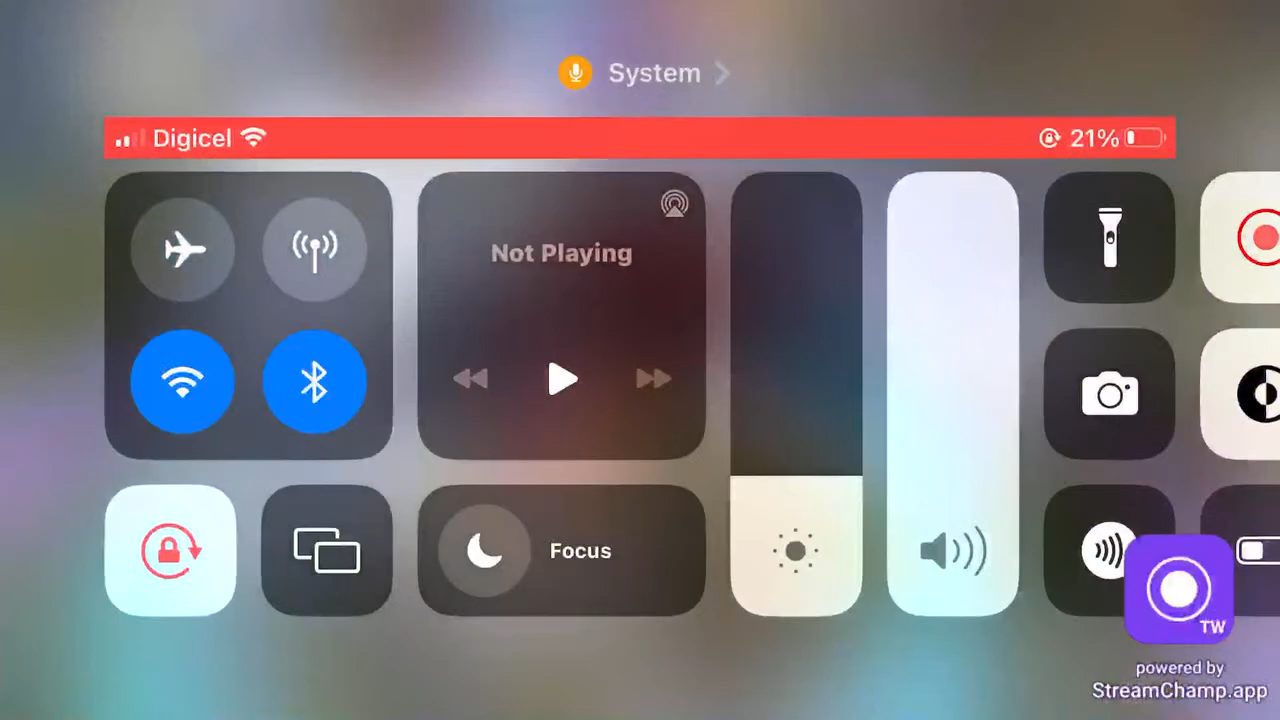 System
Digicel
21%
Not Playing
Focus
TW
powered by
StreamChamp.app